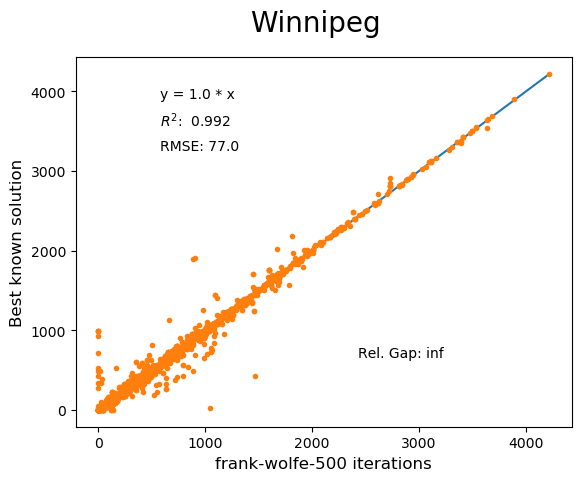 Winnipeg
y = 1.0 * x
R²: 0.992
RMSE: 77.0
Rel. Gap: inf
Best known solution
4000
3000
2000
1000
0
0 1000 2000 3000 4000
frank-wolfe-500 iterations